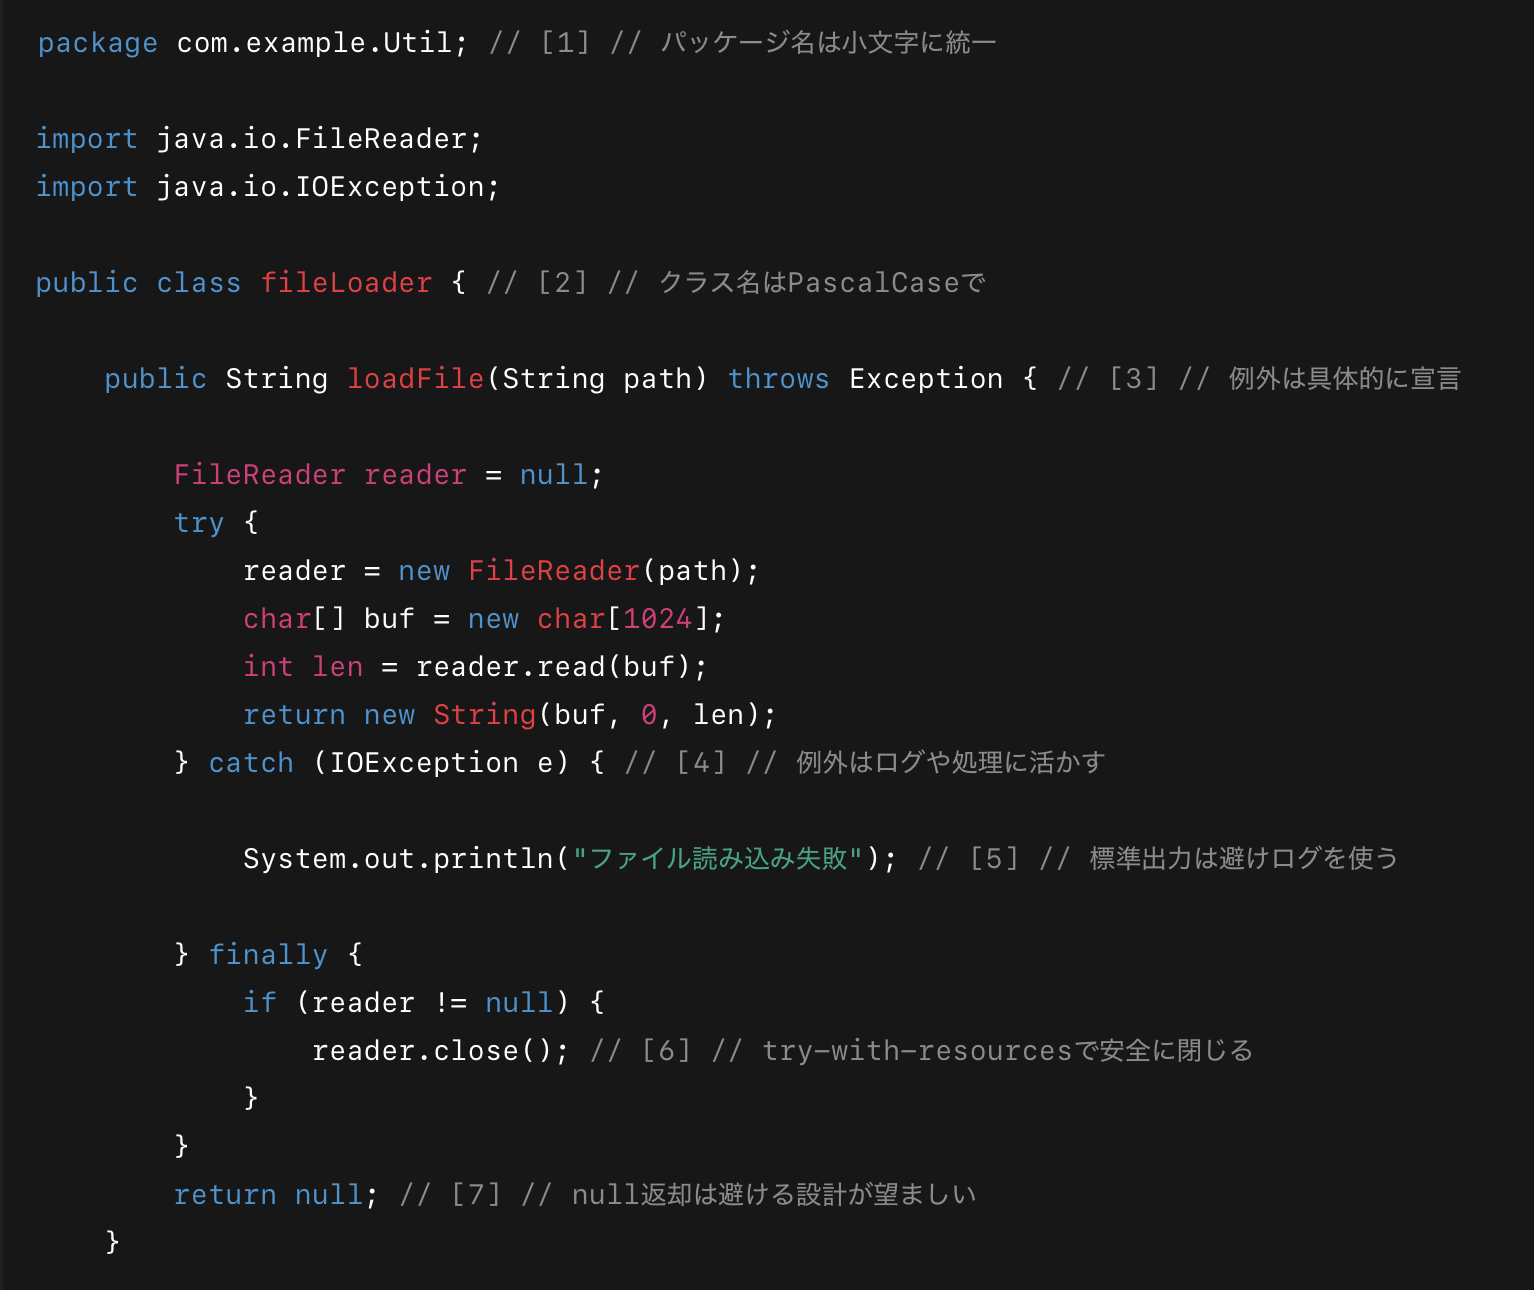 package com.example.Util; // [1] // パッケージ名は小文字に統一
import java.io.FileReader;
import java.io.IOException;
public class fileLoader { // [2] // クラス名はPascalCaseで
    public String loadFile(String path) throws Exception { // [3] // 例外は具体的に宣言
        FileReader reader = null;
        try {
            reader = new FileReader(path);
            char[] buf = new char[1024];
            int len = reader.read(buf);
            return new String(buf, 0, len);
        } catch (IOException e) { // [4] // 例外はログや処理に活かす
            System.out.println("ファイル読み込み失敗"); // [5] // 標準出力は避けログを使う
        } finally {
            if (reader != null) {
                reader.close(); // [6] // try-with-resourcesで安全に閉じる
            }
        }
        return null; // [7] // null返却は避ける設計が望ましい
    }